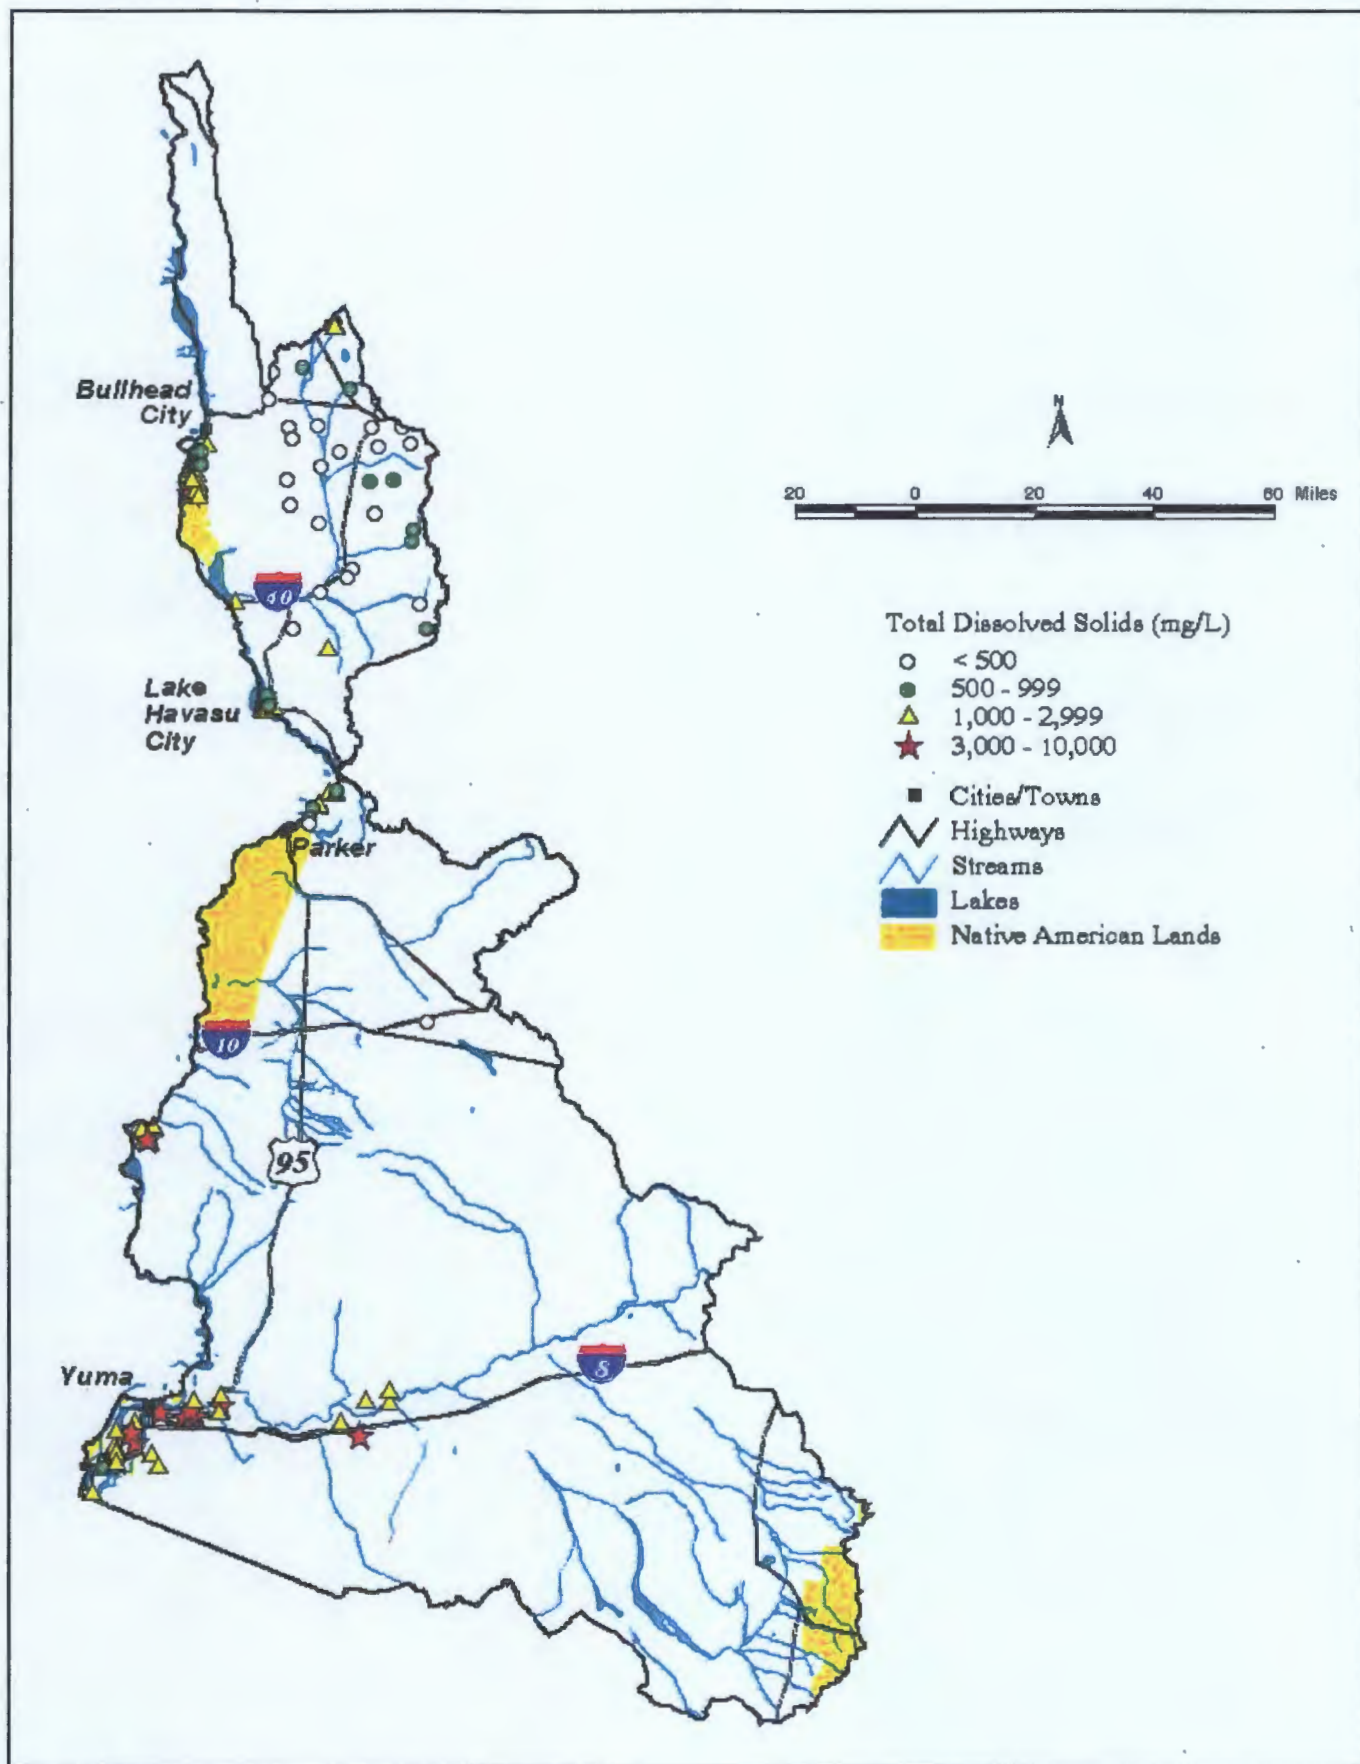 Bullhead
City
N
20 0 20 40 60 Miles
40
Total Dissolved Solids (mg/L)
< 500
500 - 999
1,000 - 2,999
3,000 - 10,000
Lake
Havasu
City
Cities/Towns
Highways
Streams
Lakes
Native American Lands
Parker
10
95
Yuma
8